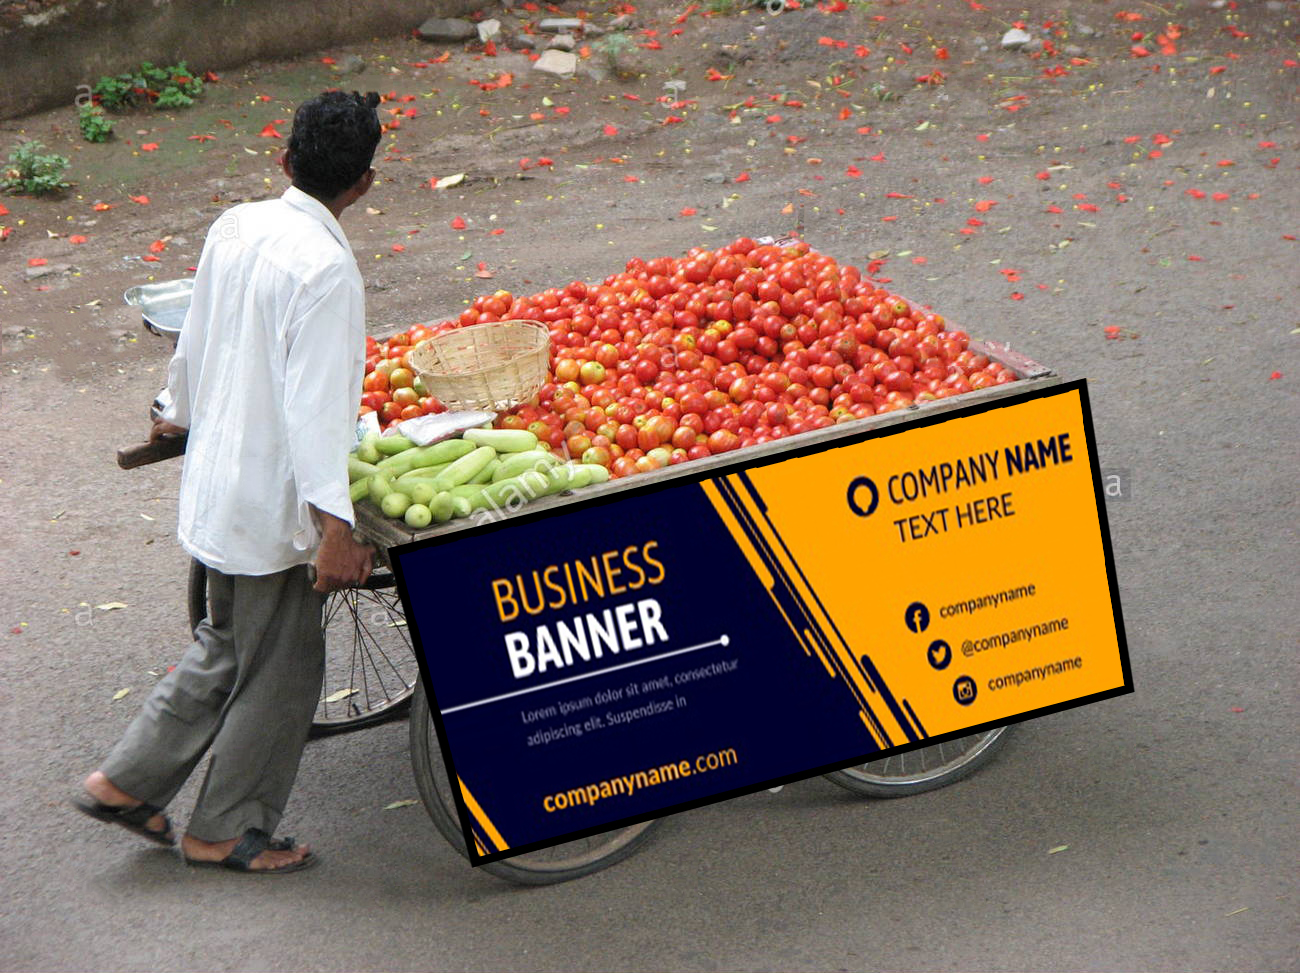 BUSINESS
BANNER
Lorem ipsum dolor sit amet, consectetur
adipiscing elit. Suspendisse in
companyname.com
COMPANY NAME
TEXT HERE
companyname
@companyname
companyname
alamy
a
a
a
a
a
a